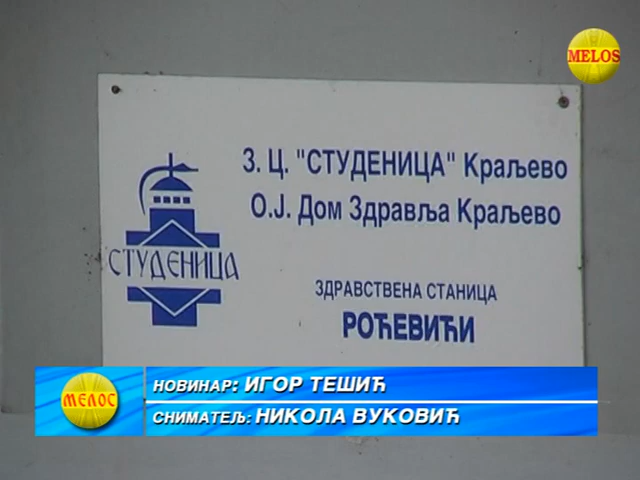 MELOS
З. Ц. "СТУДЕНИЦА" Краљево
О.Ј. Дом Здравља Краљево
СТУДЕНИЦА
ЗДРАВСТВЕНА СТАНИЦА
РОЋЕВИЋИ
МЕЛОС
НОВИНАР: ИГОР ТЕШИЋ
СНИМАТЕЉ: НИКОЛА ВУКОВИЋ